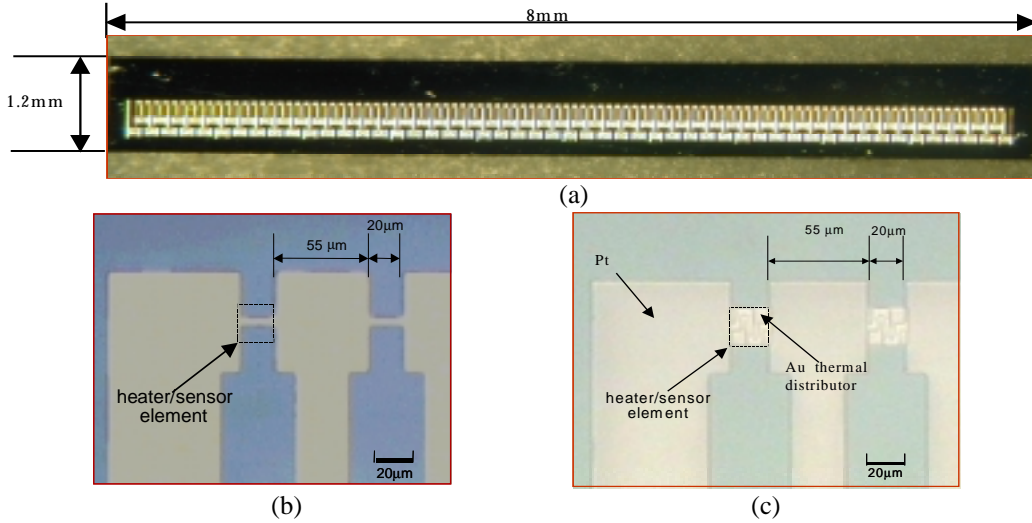 8mm
1.2mm
(a)
20μm
55 μm
heater/sensor
element
20μm
(b)
55 μm
20μm
Pt
heater/sensor
element
Au thermal
distributor
20μm
(c)